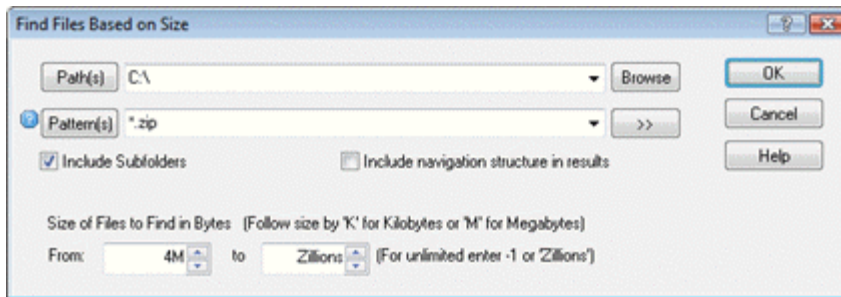 Find Files Based on Size
Path(s) C:\ Browse OK
Pattern(s) *.zip >> Cancel
Include Subfolders Include navigation structure in results Help
Size of Files to Find in Bytes (Follow size by 'K' for Kilobytes or 'M' for Megabytes)
From: 4M to Zillions (For unlimited enter -1 or 'Zillions')